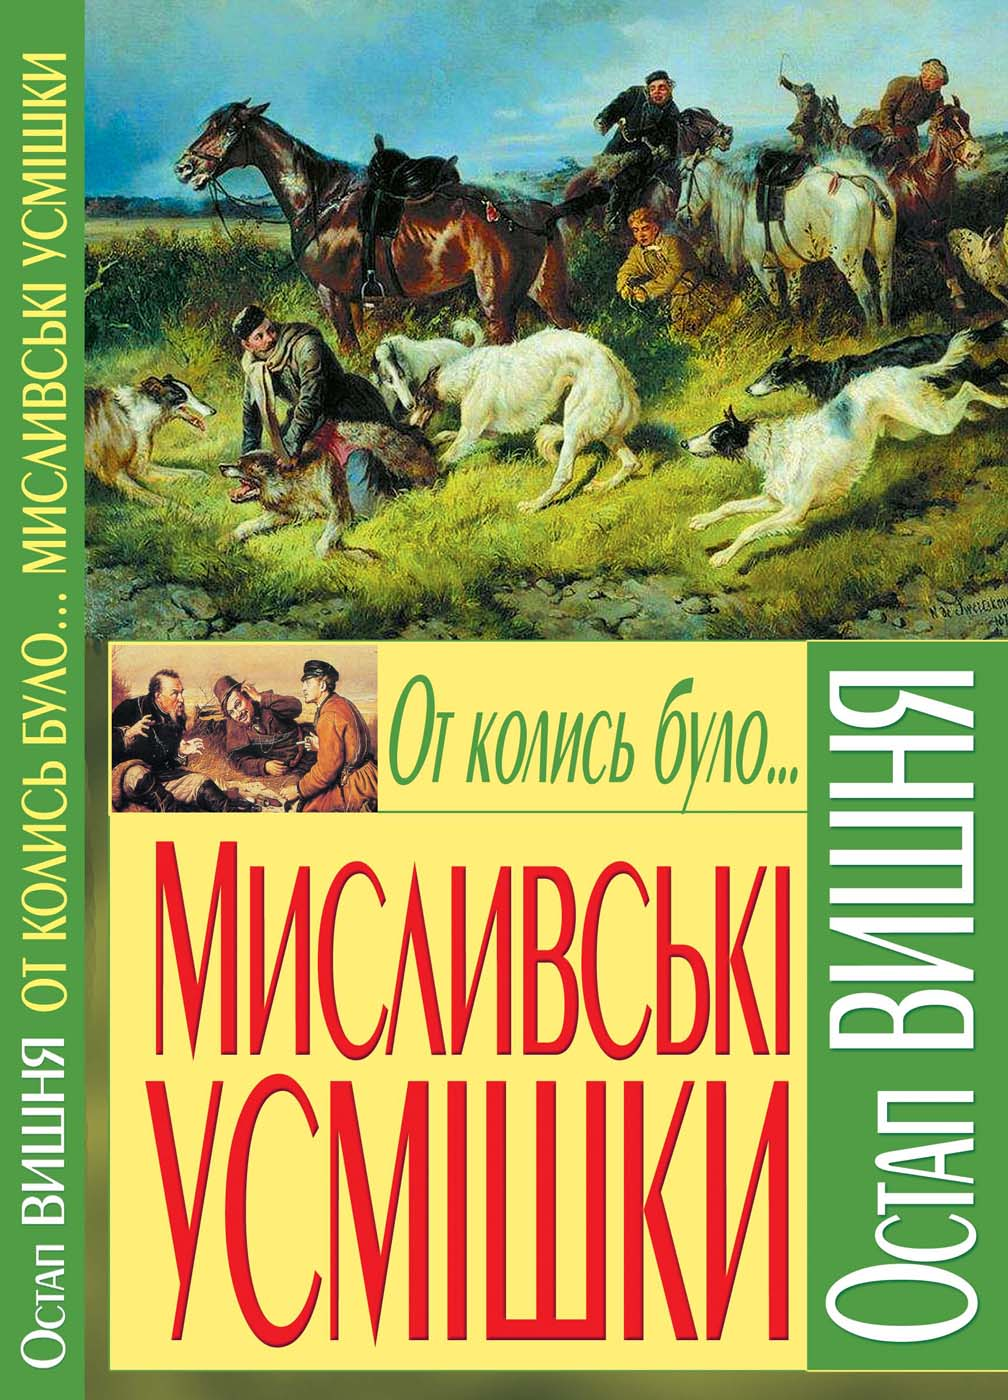 Остап ВИШНЯ ОТ КОЛИСЬ БУЛО... МИСЛИВСЬКІ УСМІШКИ
От колись було...
Мисливські
усмішки
Остап ВИШНЯ